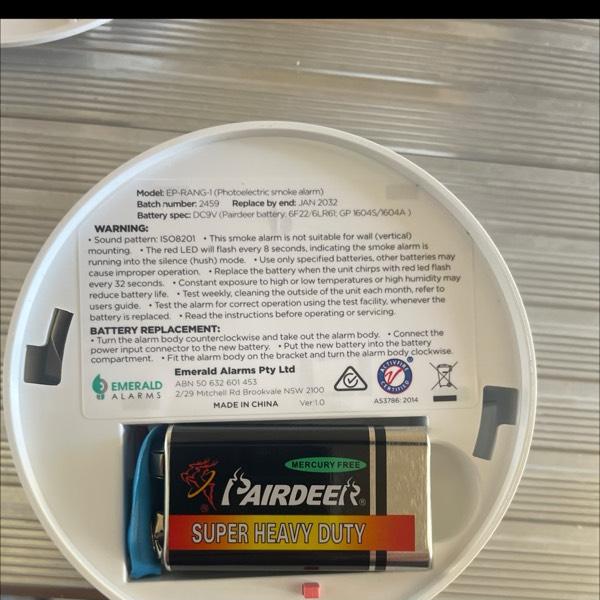 Model: EP-RANG-1 (Photoelectric smoke alarm)
Batch number: 2459 Replace by end: JAN 2032
Battery spec: DC9V (Pairdeer battery: 6F22/6LR61; GP 1604S/1604A )
WARNING:
• Sound pattern: ISO8201 • This smoke alarm is not suitable for wall (vertical)
mounting. • The red LED will flash every 8 seconds, indicating the smoke alarm is
running into the silence (hush) mode. • Use only specified batteries, other batteries may
cause improper operation. • Replace the battery when the unit chirps with red led flash
every 32 seconds. • Constant exposure to high or low temperatures or high humidity may
reduce battery life. • Test weekly, cleaning the outside of the unit each month, refer to
users guide. • Test the alarm for correct operation using the test facility, whenever the
battery is replaced. • Read the instructions before operating or servicing.
BATTERY REPLACEMENT:
• Turn the alarm body counterclockwise and take out the alarm body. • Connect the
power input connector to the new battery. • Put the new battery into the battery
compartment. • Fit the alarm body on the bracket and turn the alarm body clockwise.
EMERALD
ALARMS
Emerald Alarms Pty Ltd
ABN 50 632 601 453
2/29 Mitchell Rd Brookvale NSW 2100
MADE IN CHINA Ver:1.0
ACTIVFIRE
VERIFIED
®
AS3786: 2014
MERCURY FREE
PAIRDEER®
SUPER HEAVY DUTY